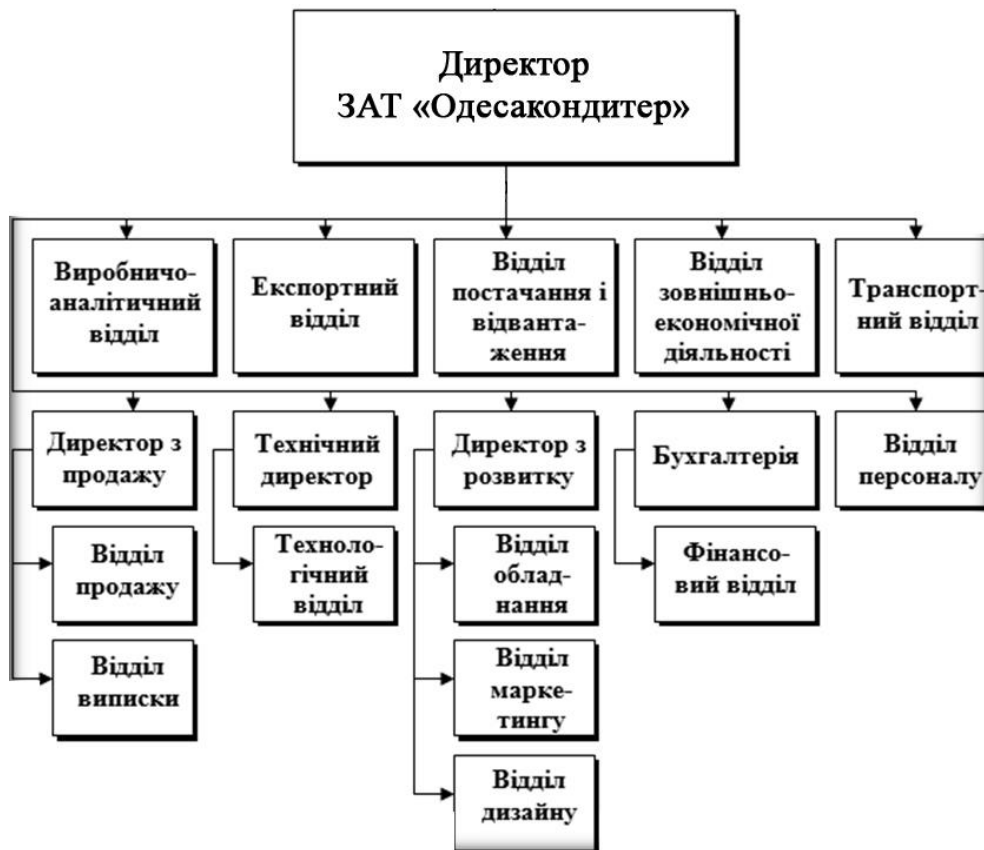 Директор
ЗАТ «Одесакондитер»
Виробничо-
аналітичний
відділ
Експортний
відділ
Відділ
постачання і
відванта-
ження
Відділ
зовнішньо-
економічної
діяльності
Транспорт-
ний відділ
Директор з
продажу
Технічний
директор
Директор з
розвитку
Бухгалтерія
Відділ
персоналу
Відділ
продажу
Техноло-
гічний
відділ
Відділ
облад-
нання
Фінансо-
вий відділ
Відділ
виписки
Відділ
марке-
тингу
Відділ
дизайну